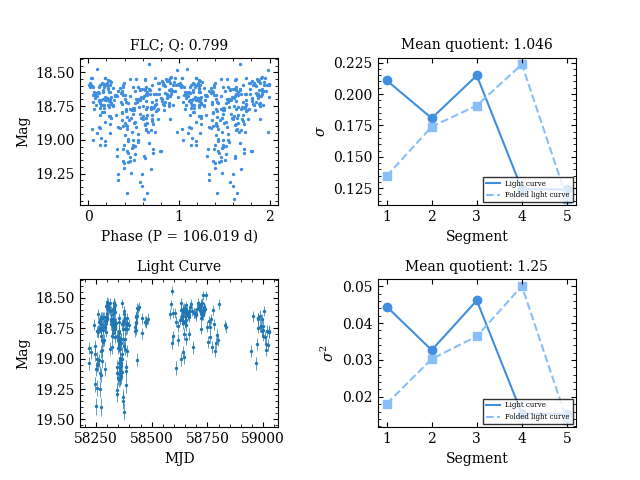 FLC; Q: 0.799
18.50
18.75
19.00
19.25
Mag
0
1
2
Phase (P = 106.019 d)
Mean quotient: 1.046
0.225
0.200
0.175
0.150
0.125
σ
Light curve
Folded light curve
1
2
3
4
5
Segment
Light Curve
18.50
18.75
19.00
19.25
19.50
Mag
58250
58500
58750
59000
MJD
Mean quotient: 1.25
0.05
0.04
0.03
0.02
σ²
Light curve
Folded light curve
1
2
3
4
5
Segment